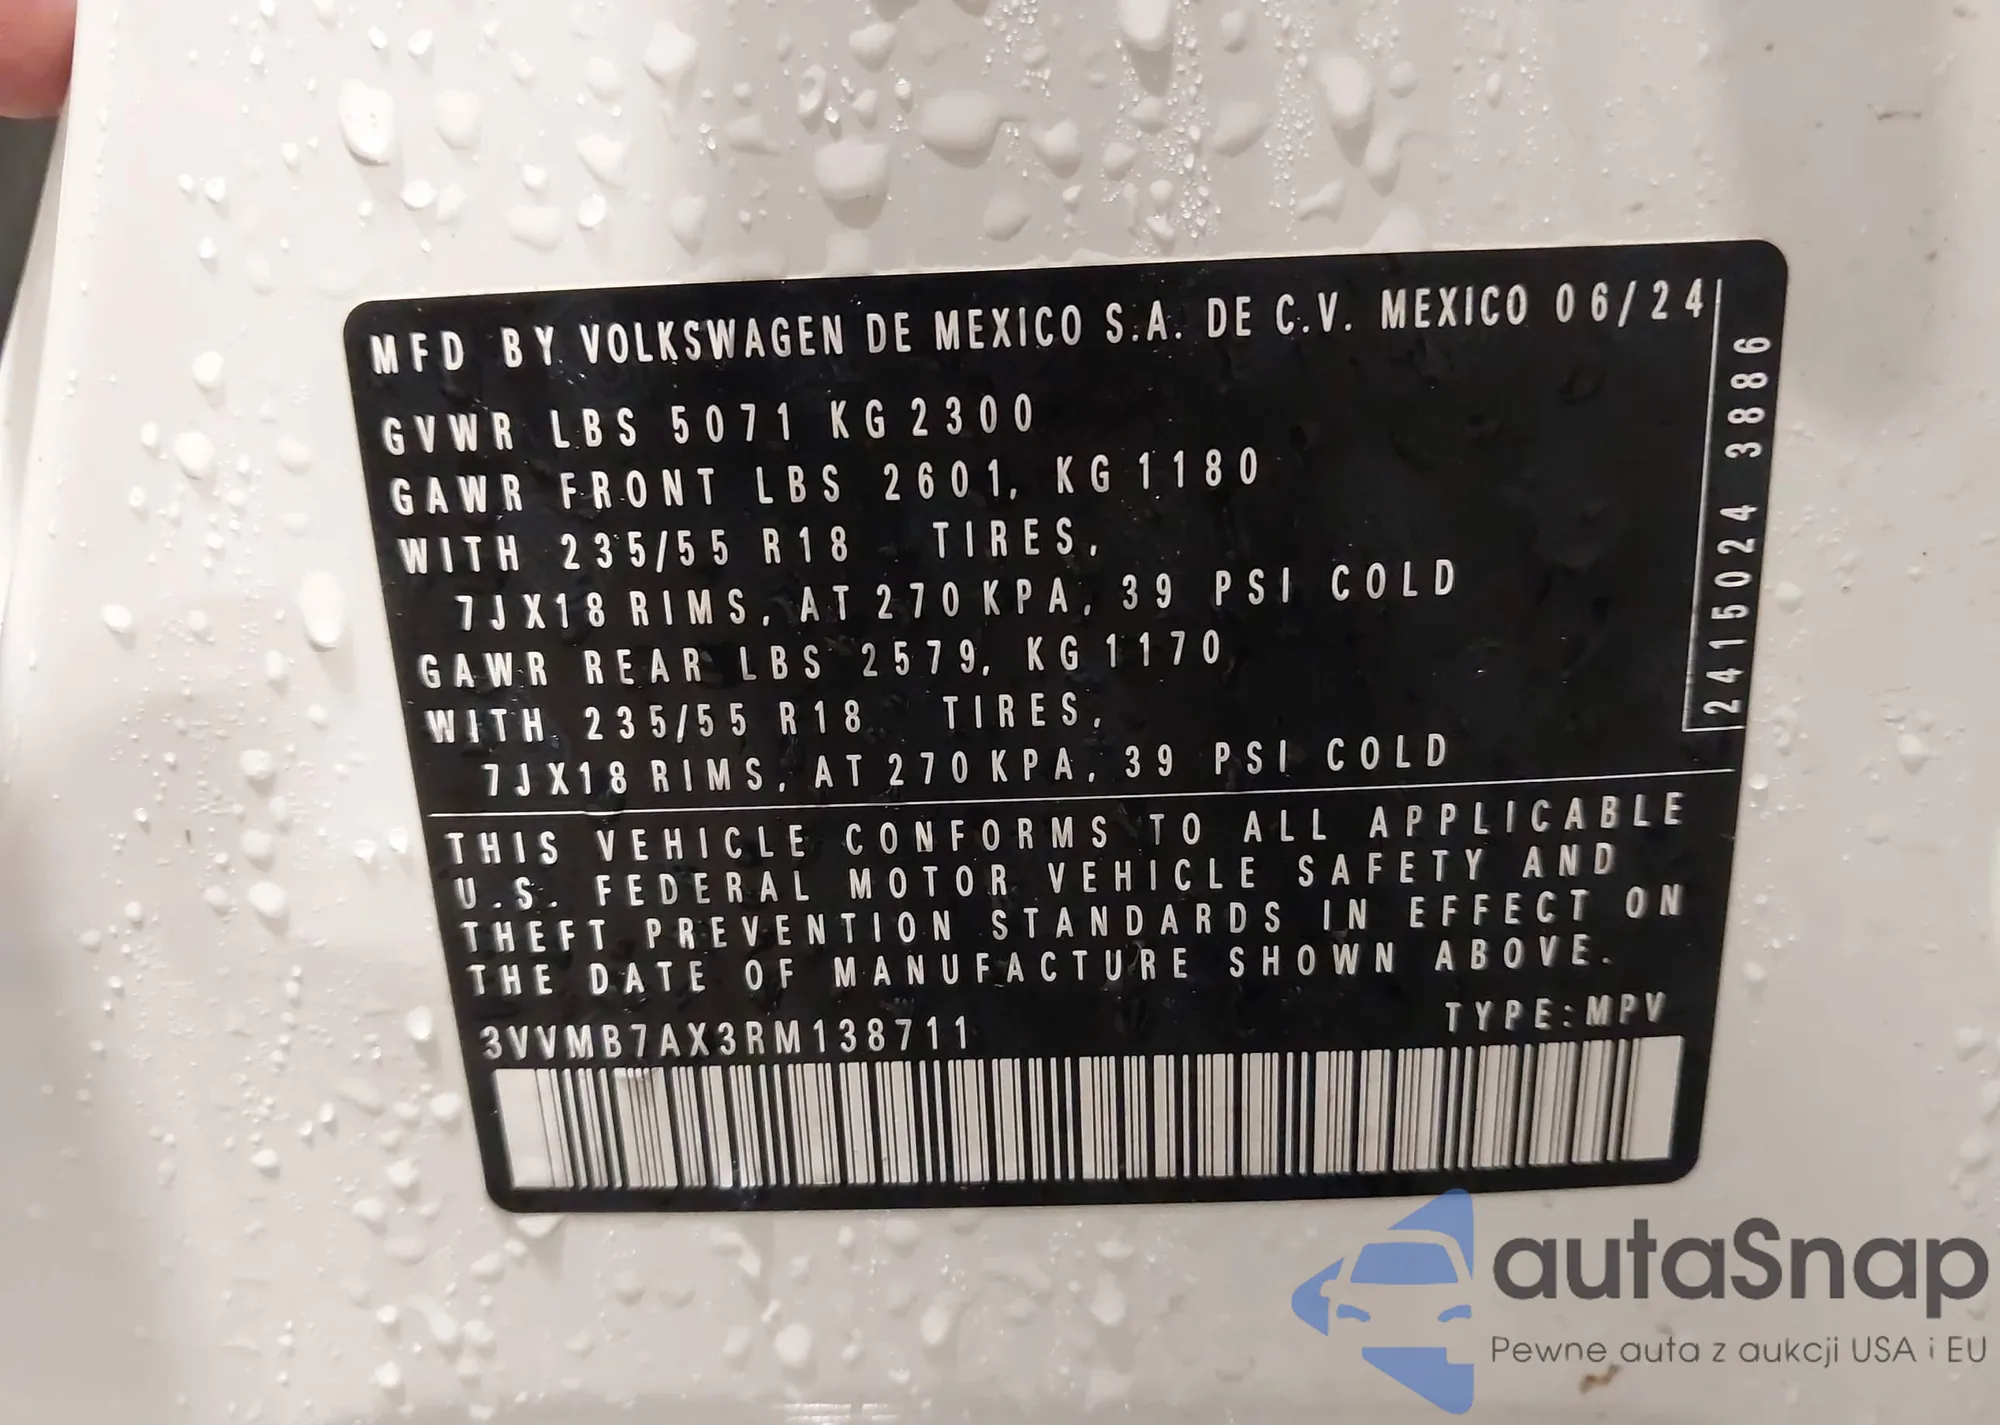 MFD BY VOLKSWAGEN DE MEXICO S.A. DE C.V. MEXICO 06/24
GVWR LBS 5071 KG 2300
GAWR FRONT LBS 2601, KG 1180
WITH 235/55 R18 TIRES,
7JX18 RIMS, AT 270 KPA, 39 PSI COLD
GAWR REAR LBS 2579, KG 1170
WITH 235/55 R18 TIRES,
7JX18 RIMS, AT 270 KPA, 39 PSI COLD
2415024 3886
THIS VEHICLE CONFORMS TO ALL APPLICABLE
U.S. FEDERAL MOTOR VEHICLE SAFETY AND
THEFT PREVENTION STANDARDS IN EFFECT ON
THE DATE OF MANUFACTURE SHOWN ABOVE.
3VVMB7AX3RM138711 TYPE:MPV
autaSnap
Pewne auta z aukcji USA i EU